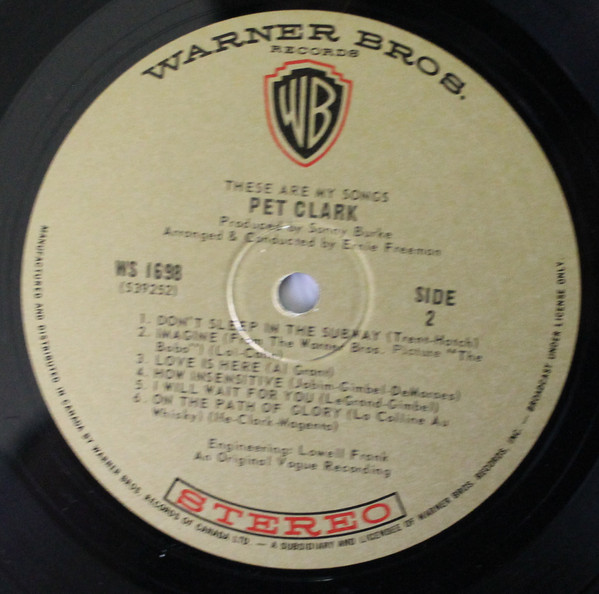 WARNER BROS.
RECORDS
WB
THESE ARE MY SONGS
PET CLARK
Produced by Sonny Burke
Arranged & Conducted by Ernie Freeman
WS 1698
(S39252)
SIDE
2
1. DON'T SLEEP IN THE SUBWAY (Trent-Hatch)
2. IMAGINE (From The Warner Bros. Picture "The
Bobo") (Lai-Cahn)
3. LOVE IS HERE (Al Grant)
4. HOW INSENSITIVE (Jobim-Gimbel-DeMoraes)
5. I WILL WAIT FOR YOU (LeGrand-Gimbel)
6. ON THE PATH OF GLORY (La Colline Au
Whisky) (He-Clark-Magenta)
Engineering: Lowell Frank
An Original Vogue Recording
STEREO
MANUFACTURED AND DISTRIBUTED IN CANADA BY WARNER BROS. RECORDS OF CANADA LTD. — A SUBSIDIARY AND LICENSEE OF WARNER BROS. RECORDS, INC. — BROADCAST UNDER LICENSE ONLY.